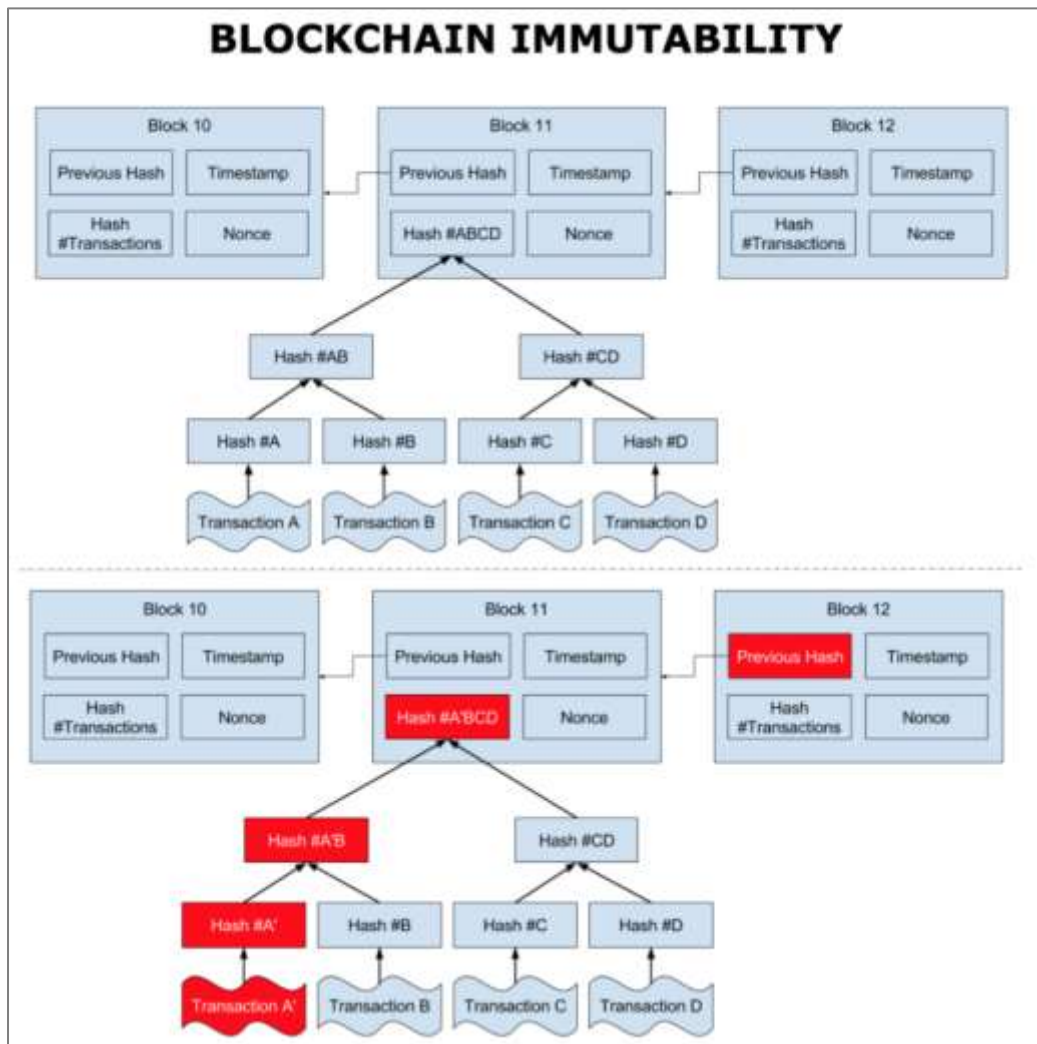 BLOCKCHAIN IMMUTABILITY
Block 10
Block 11
Block 12
Previous Hash
Timestamp
Previous Hash
Timestamp
Previous Hash
Timestamp
Hash
#Transactions
Nonce
Hash #ABCD
Nonce
Hash
#Transactions
Nonce
Hash #AB
Hash #CD
Hash #A
Hash #B
Hash #C
Hash #D
Transaction A
Transaction B
Transaction C
Transaction D
Block 10
Block 11
Block 12
Previous Hash
Timestamp
Previous Hash
Timestamp
Previous Hash
Timestamp
Hash
#Transactions
Nonce
Hash #A'BCD
Nonce
Hash
#Transactions
Nonce
Hash #A'B
Hash #CD
Hash #A'
Hash #B
Hash #C
Hash #D
Transaction A'
Transaction B
Transaction C
Transaction D